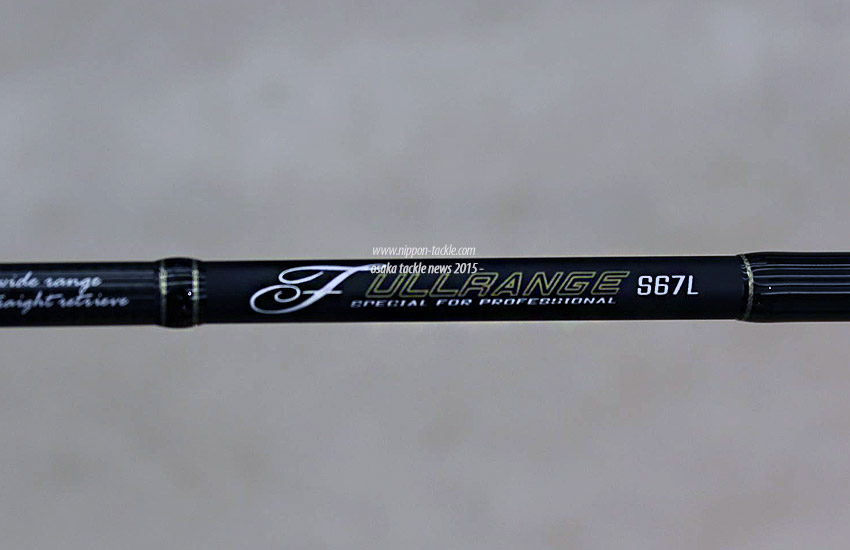 www.nippon-tackle.com
osaka tackle news 2015 -
wide range
straight retrieve
FULLRANGE S67L
SPECIAL FOR PROFESSIONAL